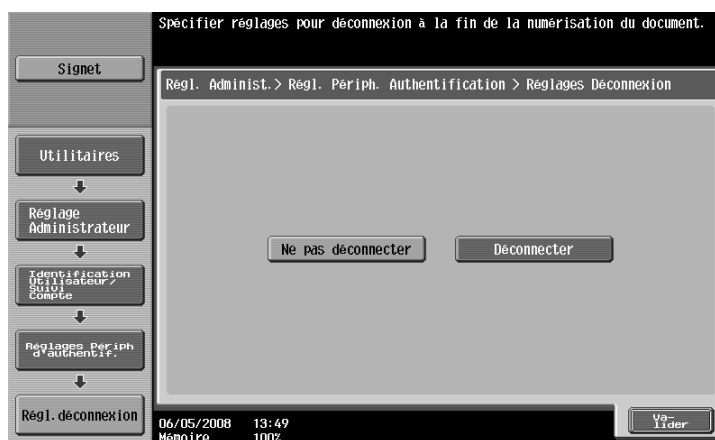 Spécifier réglages pour déconnexion à la fin de la numérisation du document.
Signet
Régl. Administ.> Régl. Périph. Authentification > Réglages Déconnexion
Utilitaires
Réglage
Administrateur
Identification
Utilisateur/
Suivi
Compte
Réglages Périph
d'authentif.
Régl.déconnexion
Ne pas déconnecter
Déconnecter
06/05/2008 13:49
Mémoire 100%
Va-
lider